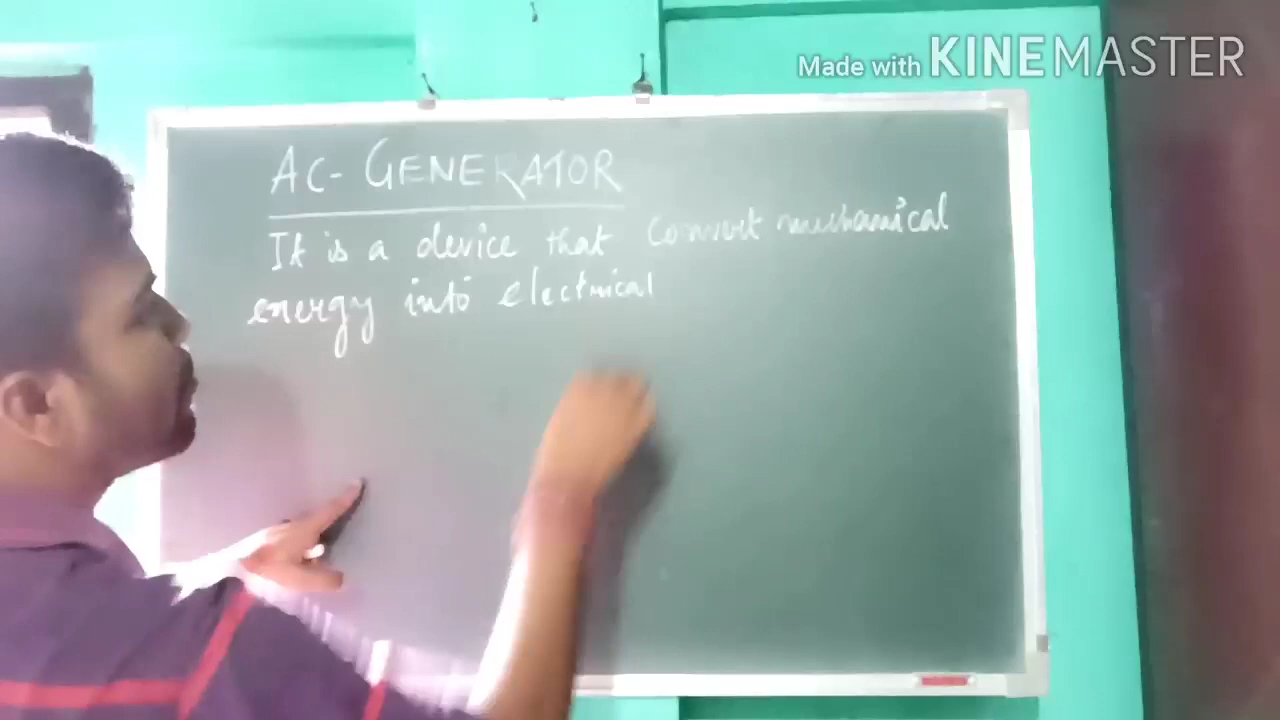 Made with KINEMASTER
AC- GENERATOR
It is a device that convert mechanical
energy into electrical